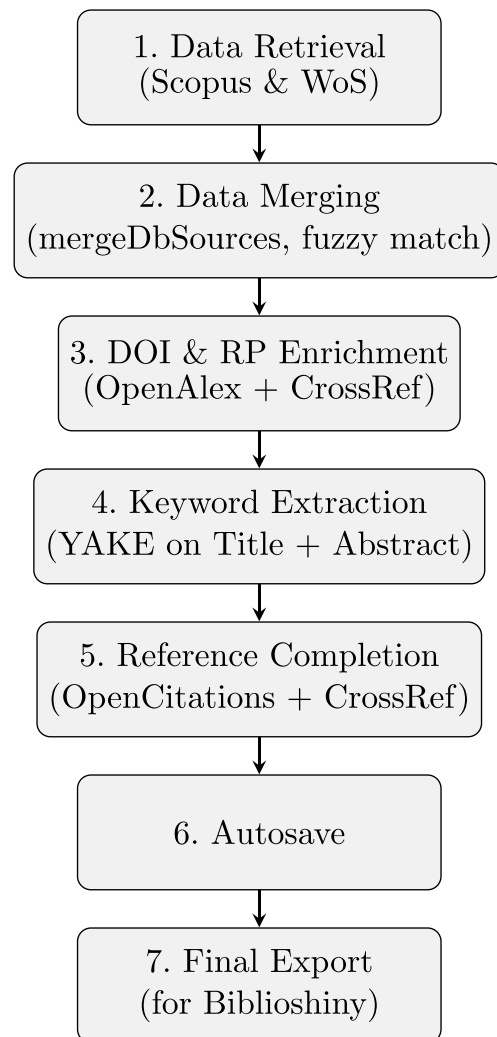 1. Data Retrieval
(Scopus & WoS)
2. Data Merging
(mergeDbSources, fuzzy match)
3. DOI & RP Enrichment
(OpenAlex + CrossRef)
4. Keyword Extraction
(YAKE on Title + Abstract)
5. Reference Completion
(OpenCitations + CrossRef)
6. Autosave
7. Final Export
(for Biblioshiny)